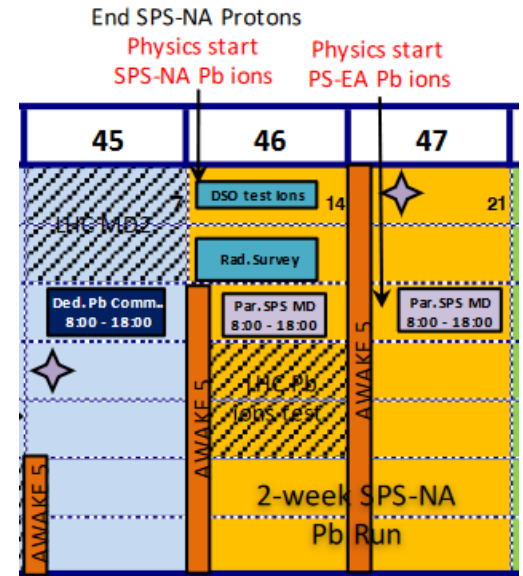 End SPS-NA Protons
Physics start
SPS-NA Pb ions
Physics start
PS-EA Pb ions
45
46
47
7
LHC MD2
DSO test Ions
14
21
Rad.Survey
Ded.Pb Comm..
8:00 - 18:00
Par.SPS MD
8:00 - 18:00
Par.SPS MD
8:00 - 18:00
LHC Pb
ions test
AWAKE 5
AWAKE 5
AWAKE 5
2-week SPS-NA
Pb Run